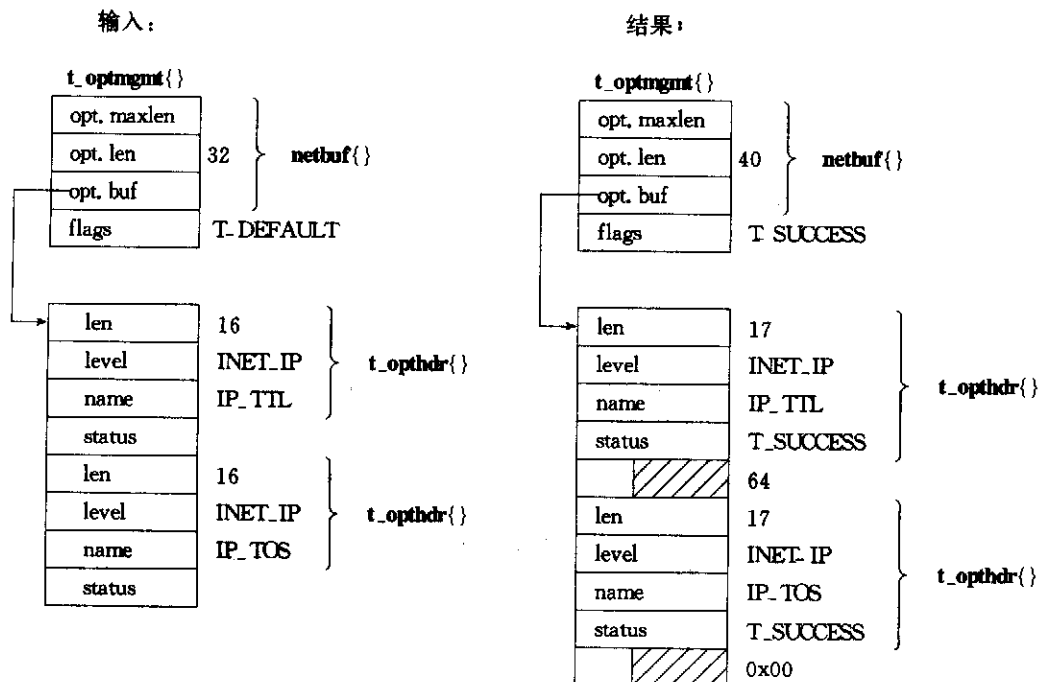 输入：
t_optmgmt{}
opt. maxlen
opt. len 32 netbuf{}
opt. buf
flags T_DEFAULT
len 16
level INET_IP t_opthdr{}
name IP_TTL
status
len 16
level INET_IP t_opthdr{}
name IP_TOS
status
结果：
t_optmgmt{}
opt. maxlen
opt. len 40 netbuf{}
opt. buf
flags T_SUCCESS
len 17
level INET_IP t_opthdr{}
name IP_TTL
status T_SUCCESS
64
len 17
level INET_IP t_opthdr{}
name IP_TOS
status T_SUCCESS
0x00